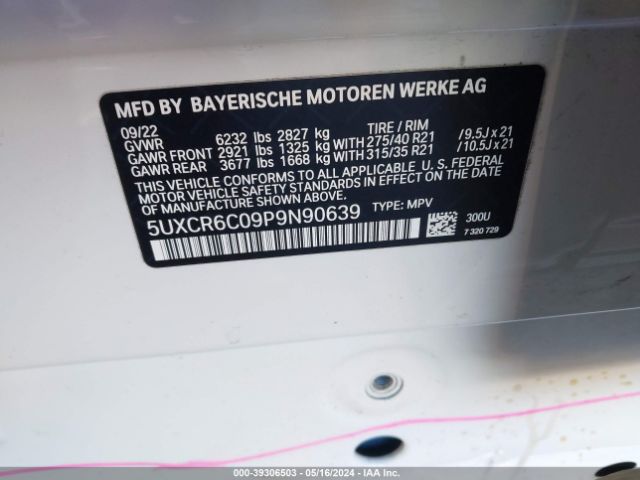 MFD BY BAYERISCHE MOTOREN WERKE AG
09/22 TIRE / RIM
GVWR 6232 lbs 2827 kg
GAWR FRONT 2921 lbs 1325 kg WITH 275/40 R21 /9.5J x 21
GAWR REAR 3677 lbs 1668 kg WITH 315/35 R21 /10.5J x 21
THIS VEHICLE CONFORMS TO ALL APPLICABLE U. S. FEDERAL
MOTOR VEHICLE SAFETY STANDARDS IN EFFECT ON THE DATE
OF MANUFACTURE SHOWN ABOVE.
5UXCR6C09P9N90639 TYPE: MPV 300U
7 320 729
000-39306503 - 05/16/2024 - IAA Inc.